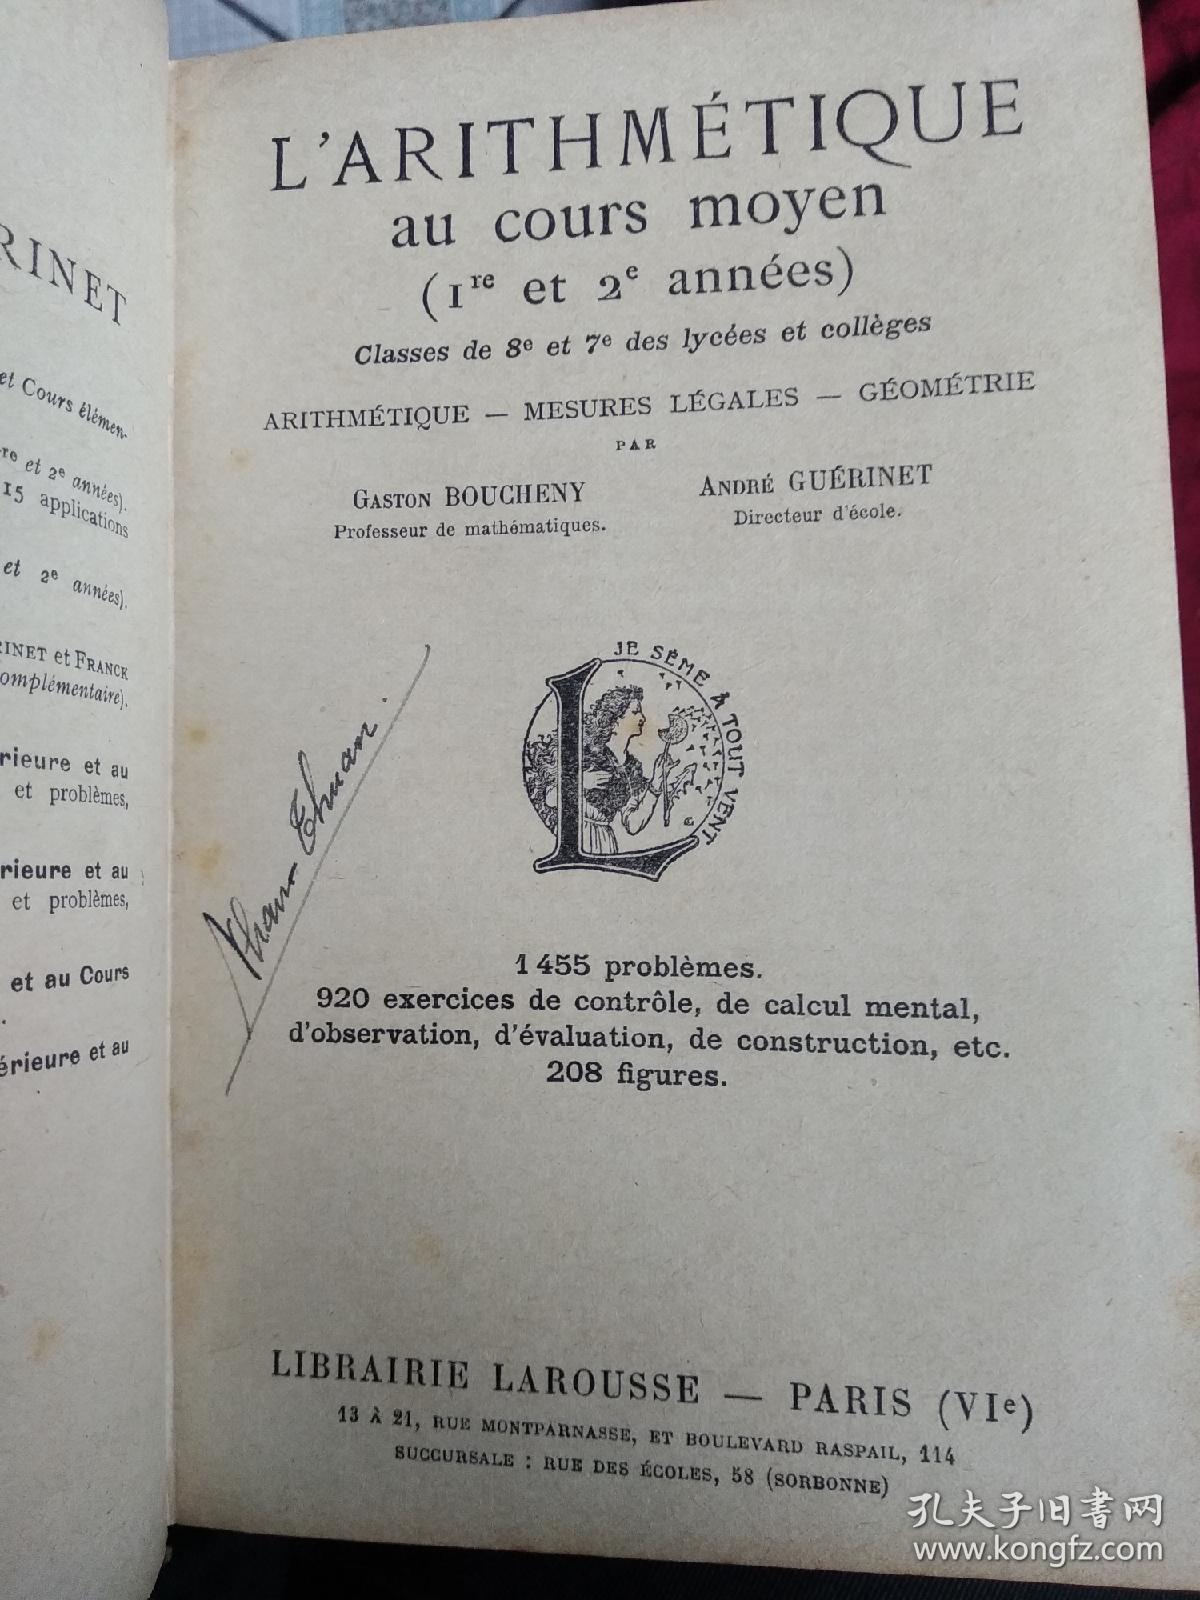 RINET
et Cours élémen-
re et 2e années).
15 applications
et 2e années).
RINET et FRANCK
omplémentaire).
rieure et au
et problèmes,
rieure et au
et problèmes,
et au Cours
érieure et au
L'ARITHMÉTIQUE
au cours moyen
(1re et 2e années)
Classes de 8e et 7e des lycées et collèges
ARITHMÉTIQUE — MESURES LÉGALES — GÉOMÉTRIE
PAR
GASTON BOUCHENY ANDRÉ GUÉRINET
Professeur de mathématiques. Directeur d'école.
JE SÈME À TOUT VENT
L
1455 problèmes.
920 exercices de contrôle, de calcul mental,
d'observation, d'évaluation, de construction, etc.
208 figures.
LIBRAIRIE LAROUSSE — PARIS (VIe)
13 À 21, RUE MONTPARNASSE, ET BOULEVARD RASPAIL, 114
SUCCURSALE : RUE DES ÉCOLES, 58 (SORBONNE)
孔夫子旧书网
www.kongfz.com